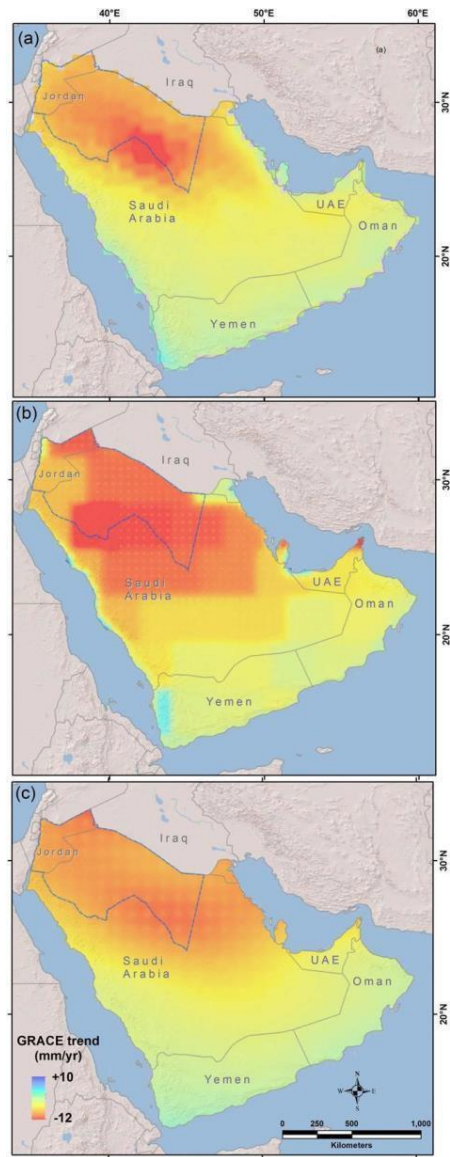 40°E
50°E
60°E
(a)
(a)
Iraq
Jordan
30°N
Saudi
Arabia
UAE
Oman
20°N
Yemen
(b)
Iraq
Jordan
30°N
Saudi
Arabia
UAE
Oman
20°N
Yemen
(c)
Iraq
Jordan
30°N
Saudi
Arabia
UAE
Oman
20°N
GRACE trend
(mm/yr)
+10
-12
Yemen
N
W E
S
0 250 500 1,000
Kilometers